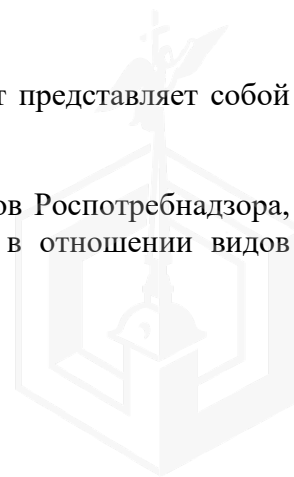 т представляет собой
ов Роспотребнадзора,
в отношении видов